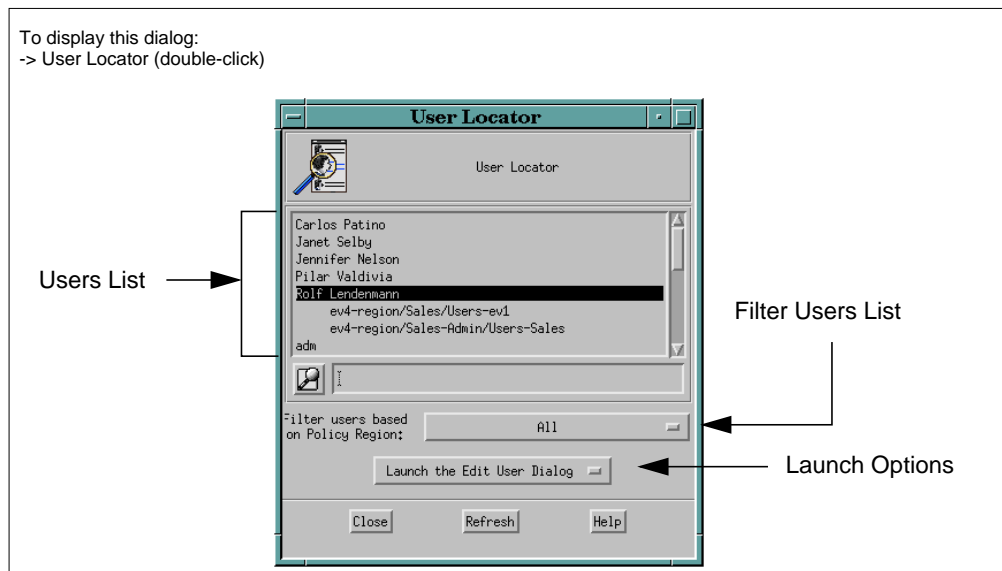 To display this dialog:
-> User Locator (double-click)
User Locator
User Locator
Carlos Patino
Janet Selby
Jennifer Nelson
Pilar Valdivia
Rolf Lendenmann
ev4-region/Sales/Users-ev1
ev4-region/Sales-Admin/Users-Sales
adm
Users List
Filter Users List
Filter users based
on Policy Region:
All
Launch the Edit User Dialog
Launch Options
Close Refresh Help